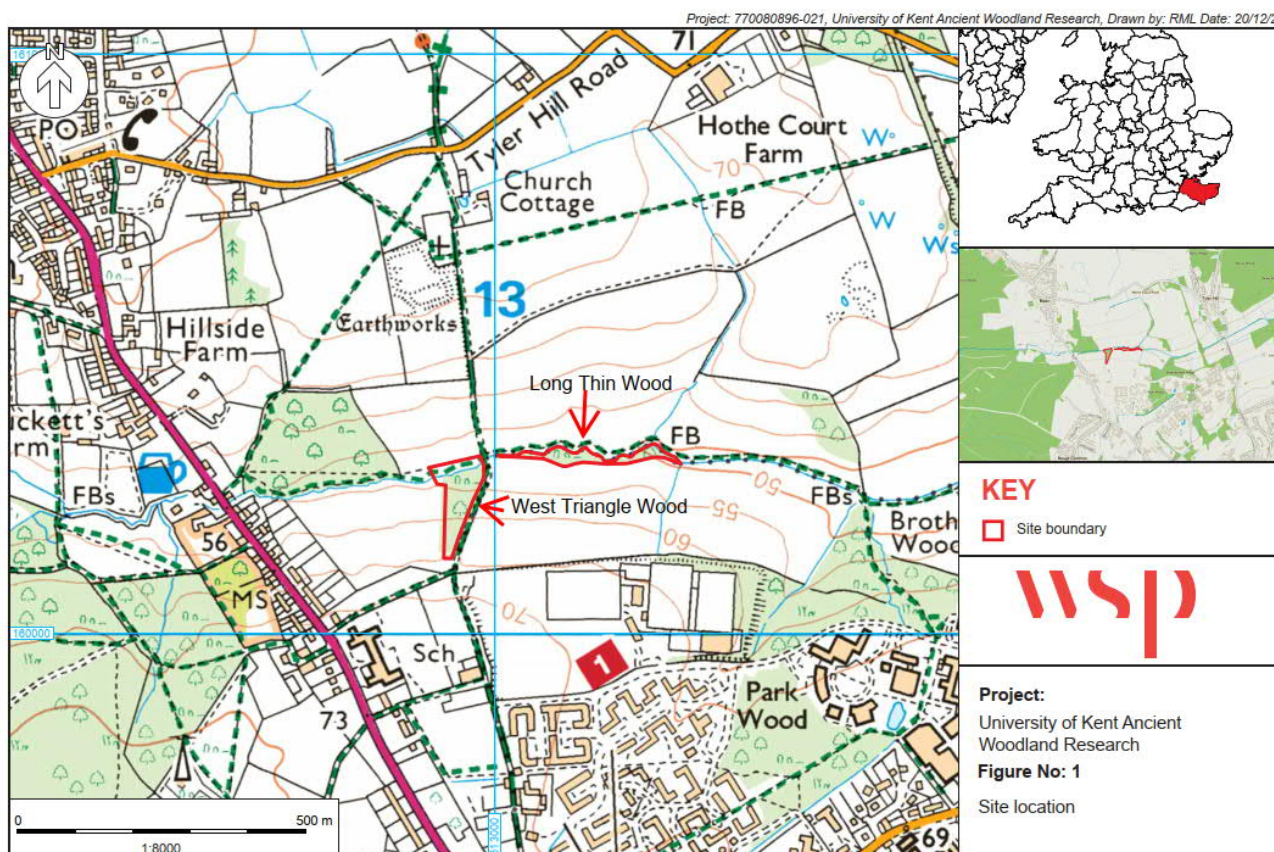 Project: 770080896-021, University of Kent Ancient Woodland Research, Drawn by: RML Date: 20/12/2
N
71
PO
Tyler Hill Road
Hothe Court
Farm
W
70
Church
Cottage
FB
W
Ws
13
Earthworks
Hillside
Farm
Long Thin Wood
uckett's
rm
FB
50
FBs
West Triangle Wood
55
FBs
Broth
Wood
60
56
MS
70
160000
Sch
1
Park
Wood
73
69
0
500 m
1:8000
KEY
Site boundary
wsp
Project:
University of Kent Ancient
Woodland Research
Figure No: 1
Site location